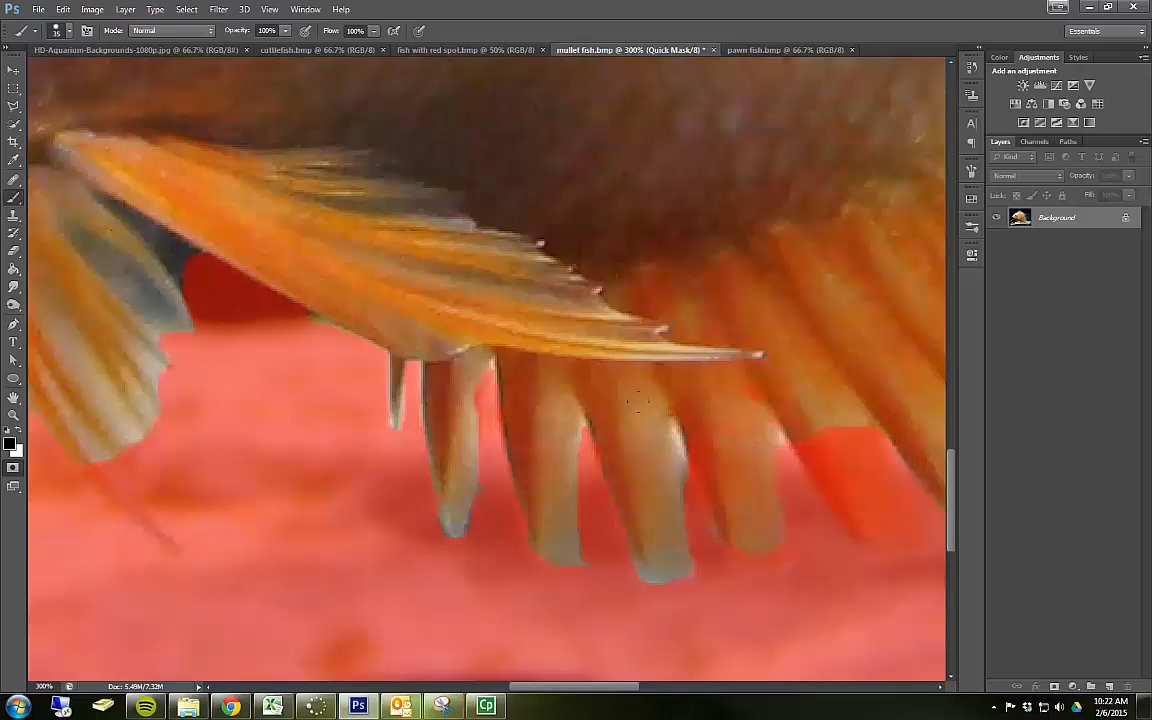 Ps File Edit Image Layer Type Select Filter 3D View Window Help
35 Mode: Normal Opacity: 100% Flow: 100% Essentials
HD-Aquarium-Backgrounds-1080p.jpg @ 66.7% (RGB/8#) × cuttlefish.bmp @ 66.7% (RGB/8) × fish with red spot.bmp @ 50% (RGB/8) × mullet fish.bmp @ 300% (Quick Mask/8) * × pawn fish.bmp @ 66.7% (RGB/8) ×
Color Adjustments Styles
Add an adjustment
Layers Channels Paths
Kind
Normal Opacity: 100%
Lock: Fill: 100%
Background
300% Doc: 5.49M/7.32M
10:22 AM
2/6/2015